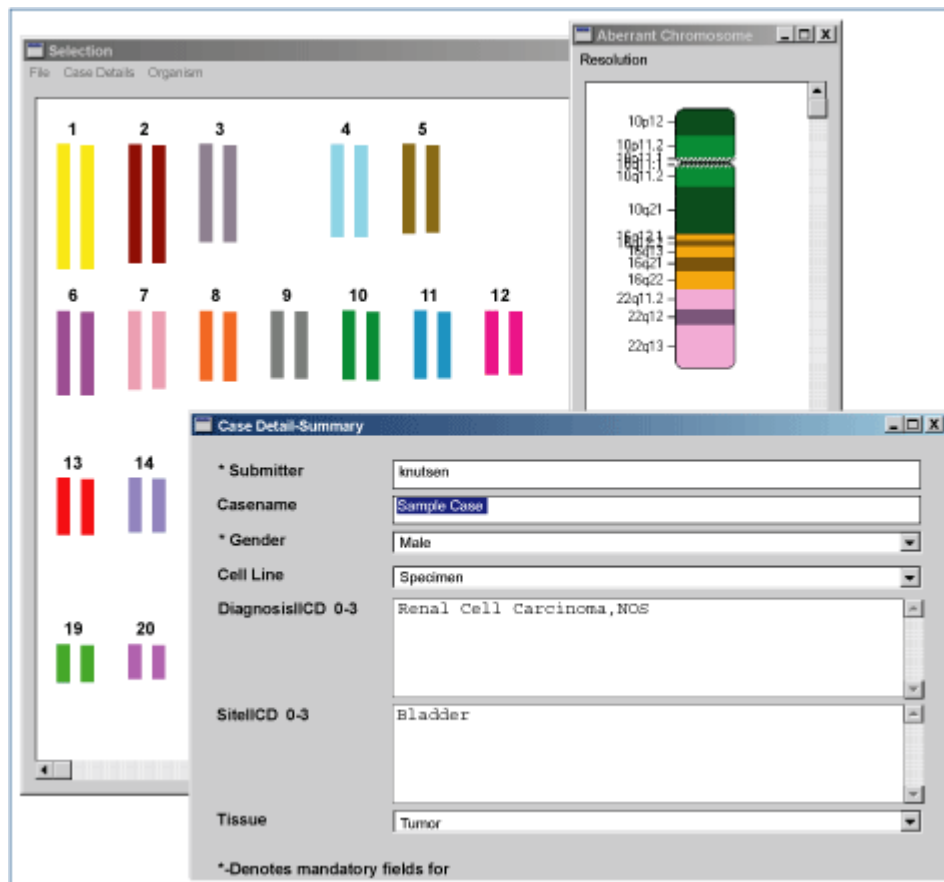 Selection
File Case Details Organism
1 2 3 4 5
6 7 8 9 10 11 12
13 14
19 20
Aberrant Chromosome
Resolution
10p12
10p11.2
10q11.2
10q21
16q13
16q21
16q22
22q11.2
22q12
22q13
Case Detail-Summary
* Submitter knutsen
Casename Sample Case
* Gender Male
Cell Line Specimen
DiagnosisIICD 0-3 Renal Cell Carcinoma,NOS
SiteIICD 0-3 Bladder
Tissue Tumor
*-Denotes mandatory fields for